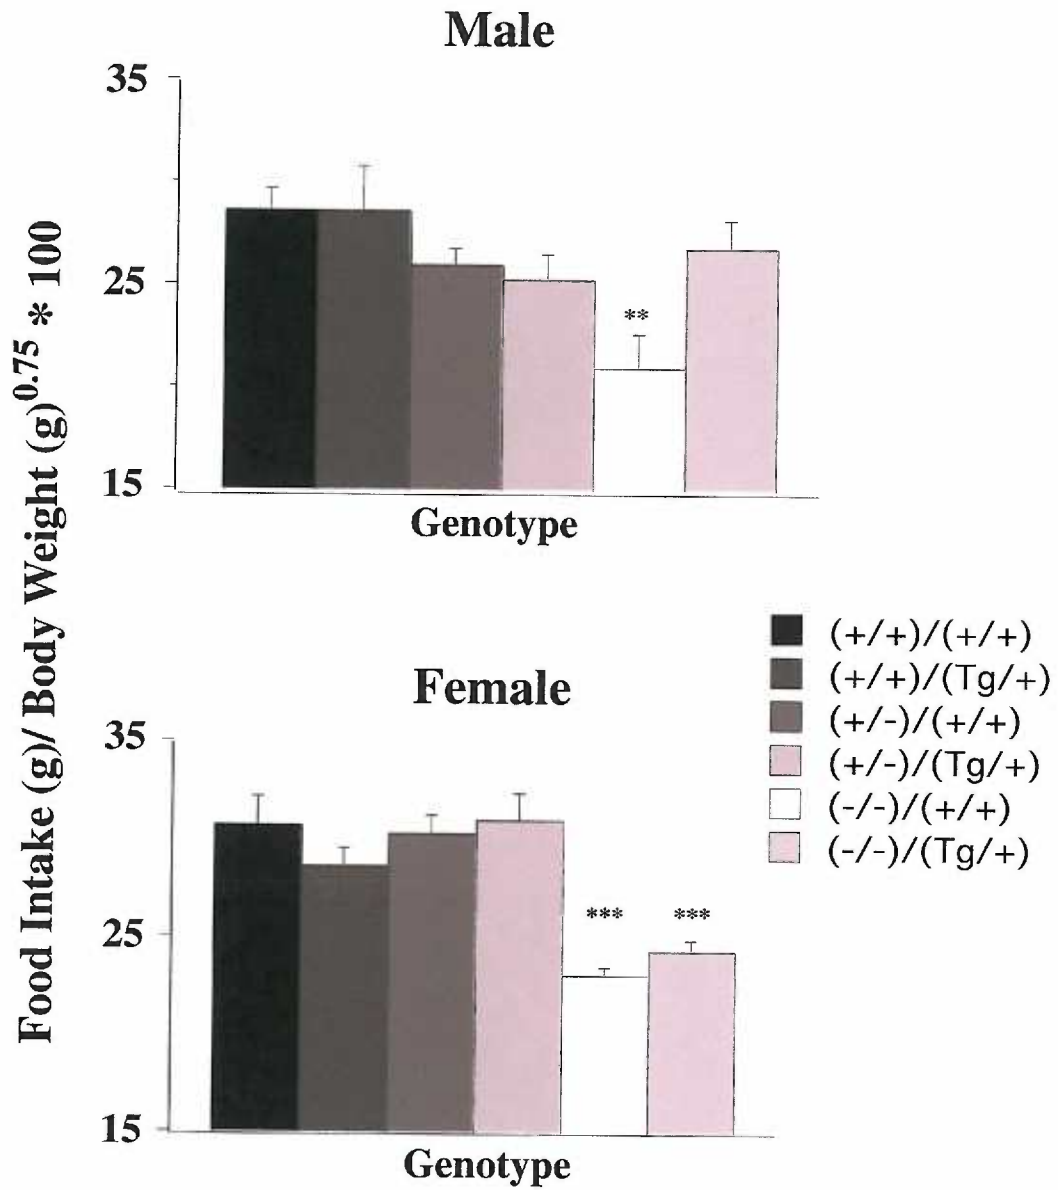 Male
35
25
15
**
Genotype
Food Intake (g)/ Body Weight (g)^0.75 * 100
Female
35
25
15
***
***
Genotype
(+/+)/(+/+)
(+/+)/(Tg/+)
(+/-)/(+/+)
(+/-)/(Tg/+)
(-/-)/(+/+)
(-/-)/(Tg/+)